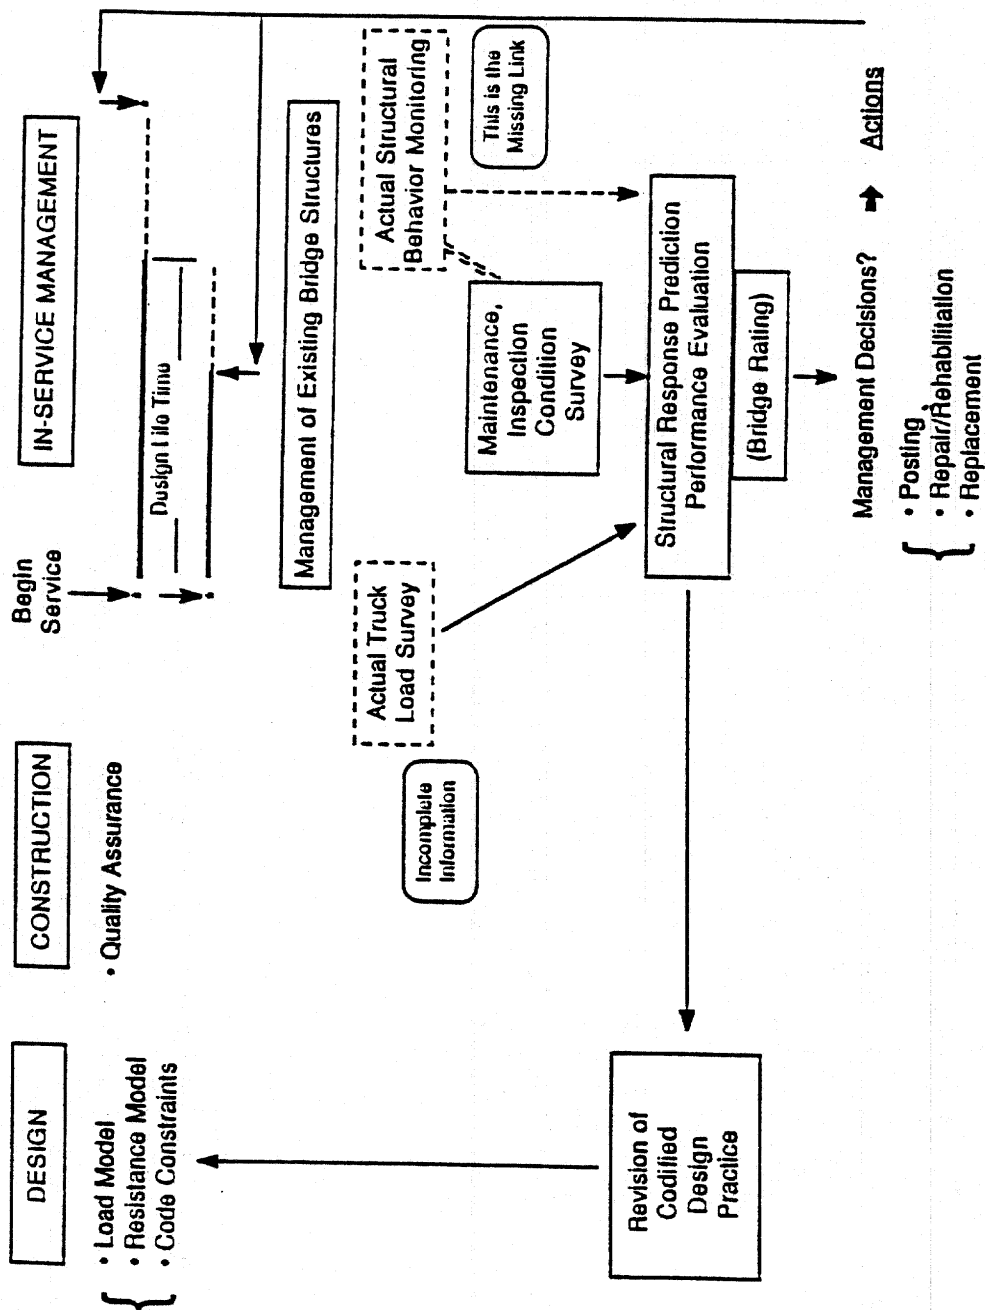 DESIGN
• Load Model
• Resistance Model
• Code Constraints
CONSTRUCTION
• Quality Assurance
IN-SERVICE MANAGEMENT
Begin
Service
Design Life Time
Management of Existing Bridge Structures
Actual Truck
Load Survey
Incomplete
Information
Maintenance,
Inspection
Condition
Survey
Actual Structural
Behavior Monitoring
This is the
Missing Link
Structural Response Prediction
Performance Evaluation
(Bridge Rating)
Revision of
Codified
Design
Practice
Management Decisions? ➡ Actions
• Posting
• Repair/Rehabilitation
• Replacement